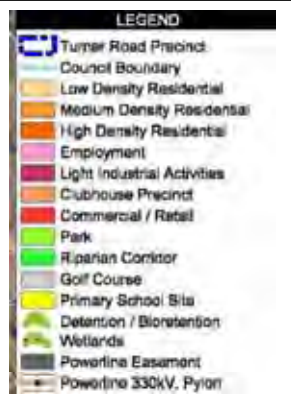 LEGEND
Turner Road Precinct
Council Boundary
Low Density Residential
Medium Density Residential
High Density Residential
Employment
Light Industrial Activities
Clubhouse Precinct
Commercial / Retail
Park
Riparian Corridor
Golf Course
Primary School Site
Detention / Bioretention
Wetlands
Powerline Easement
Powerline 330kV, Pylon